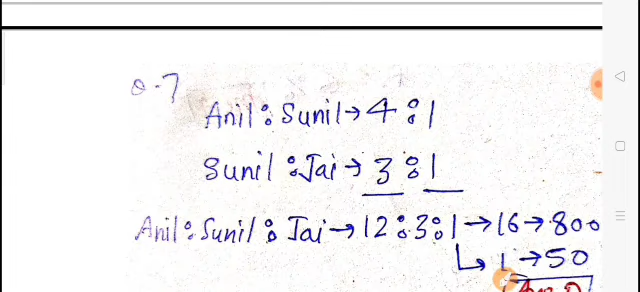 Q-7
Anil : Sunil → 4 : 1
Sunil : Jai → 3 : 1
Anil : Sunil : Jai → 12 : 3 : 1 → 16 → 800
↳ 1 → 50